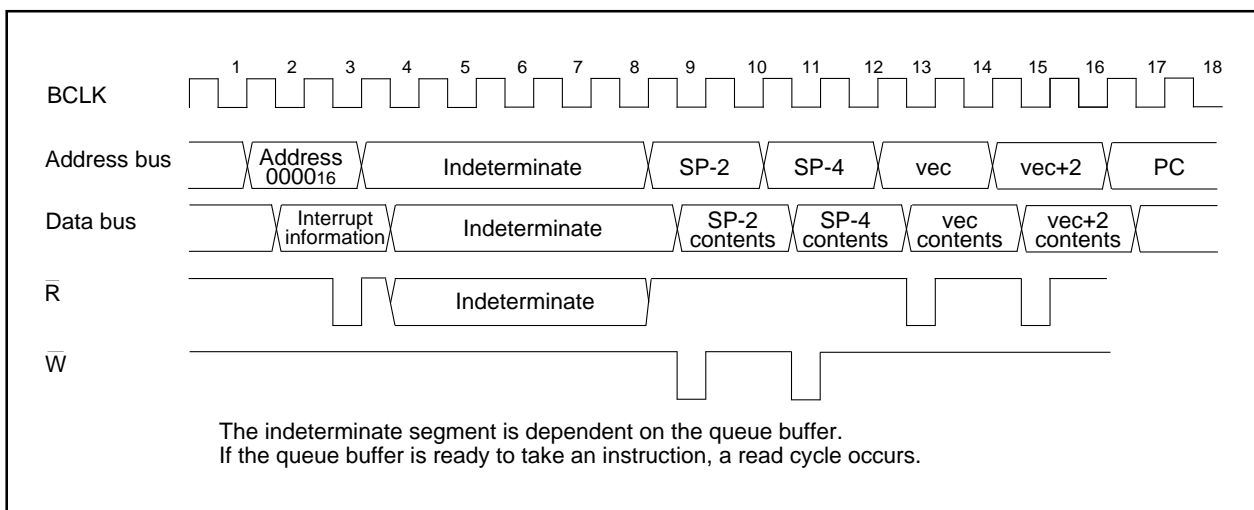 1 2 3 4 5 6 7 8 9 10 11 12 13 14 15 16 17 18
BCLK
Address bus
Address
000016
Indeterminate
SP-2
SP-4
vec
vec+2
PC
Data bus
Interrupt
information
Indeterminate
SP-2
contents
SP-4
contents
vec
contents
vec+2
contents
R
Indeterminate
W
The indeterminate segment is dependent on the queue buffer.
If the queue buffer is ready to take an instruction, a read cycle occurs.